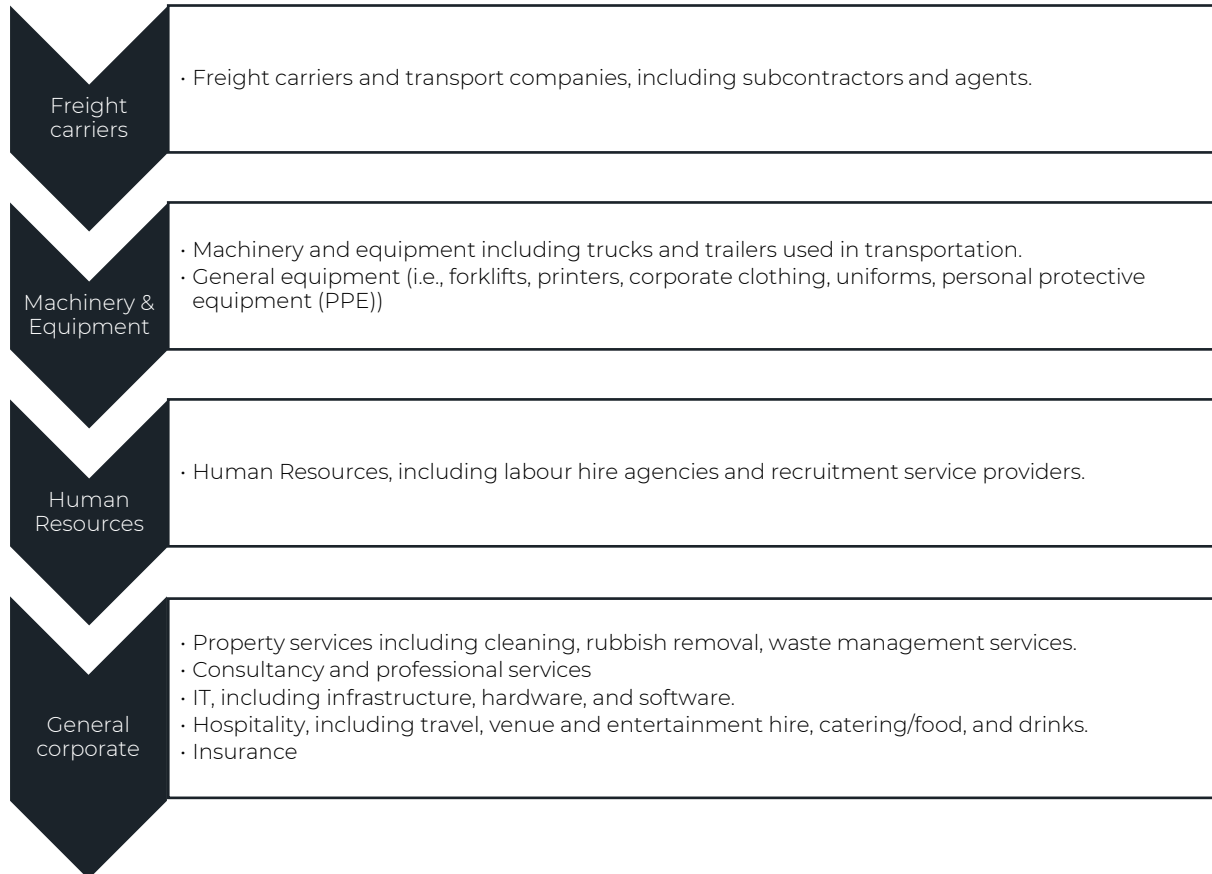 Freight
carriers
· Freight carriers and transport companies, including subcontractors and agents.
Machinery &
Equipment
· Machinery and equipment including trucks and trailers used in transportation.
· General equipment (i.e., forklifts, printers, corporate clothing, uniforms, personal protective
equipment (PPE))
Human
Resources
· Human Resources, including labour hire agencies and recruitment service providers.
General
corporate
· Property services including cleaning, rubbish removal, waste management services.
· Consultancy and professional services
· IT, including infrastructure, hardware, and software.
· Hospitality, including travel, venue and entertainment hire, catering/food, and drinks.
· Insurance